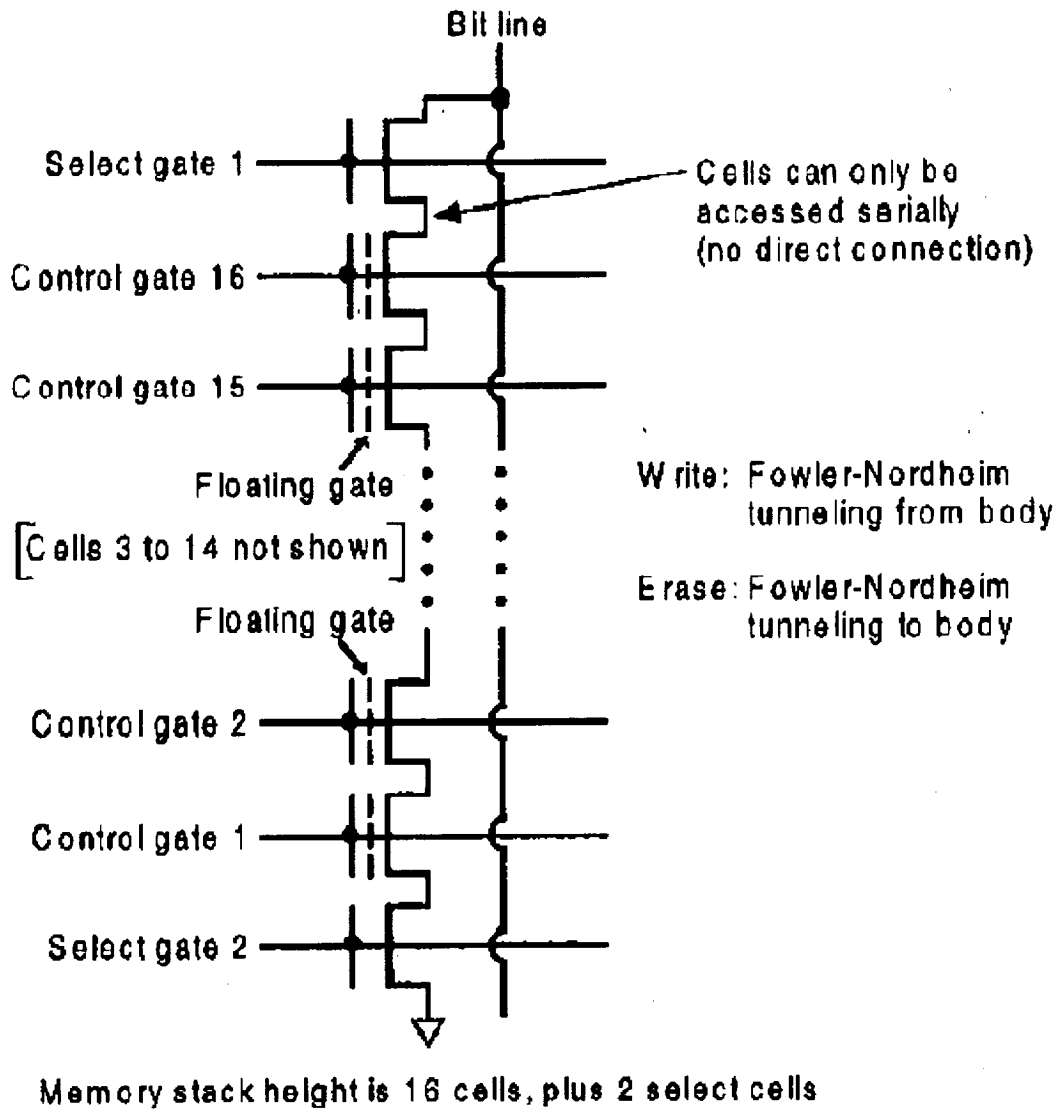 Bit line
Select gate 1
Cells can only be
accessed serially
(no direct connection)
Control gate 16
Control gate 15
Floating gate
[Cells 3 to 14 not shown]
Write: Fowler-Nordheim
tunneling from body
Erase: Fowler-Nordheim
tunneling to body
Floating gate
Control gate 2
Control gate 1
Select gate 2
Memory stack height is 16 cells, plus 2 select cells